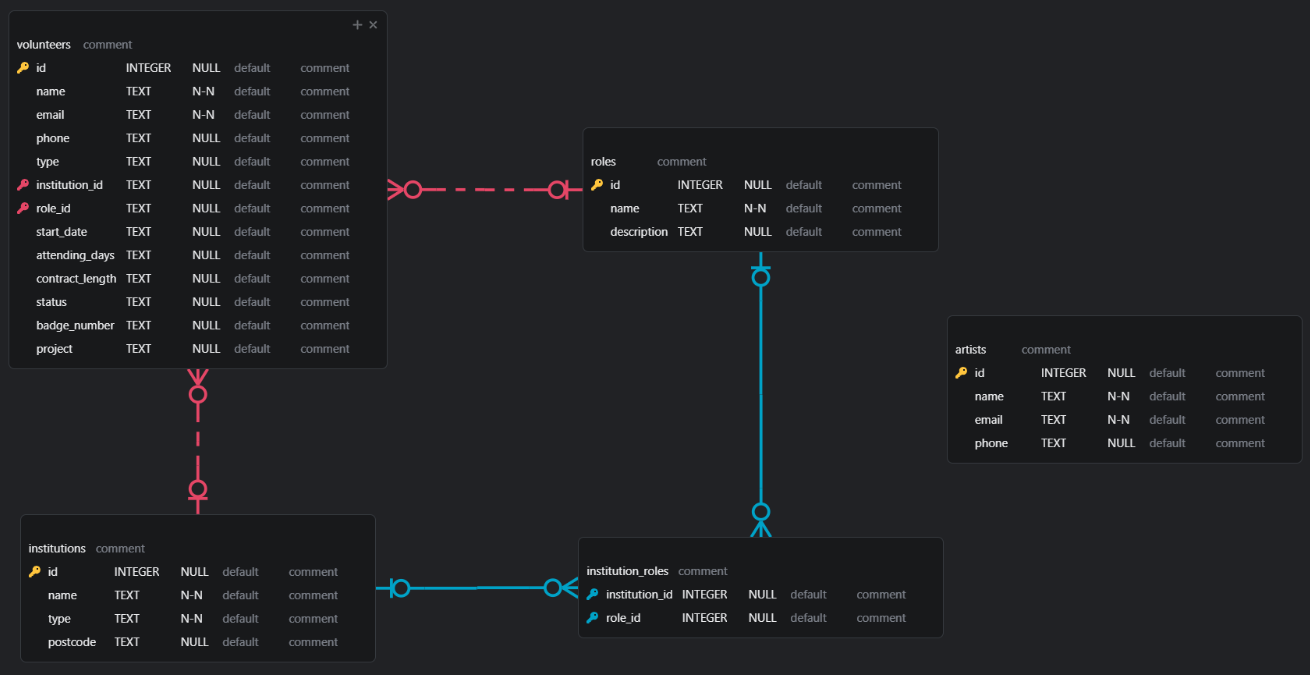 volunteers comment
id INTEGER NULL default comment
name TEXT N-N default comment
email TEXT N-N default comment
phone TEXT NULL default comment
type TEXT NULL default comment
institution_id TEXT NULL default comment
role_id TEXT NULL default comment
start_date TEXT NULL default comment
attending_days TEXT NULL default comment
contract_length TEXT NULL default comment
status TEXT NULL default comment
badge_number TEXT NULL default comment
project TEXT NULL default comment
roles comment
id INTEGER NULL default comment
name TEXT N-N default comment
description TEXT NULL default comment
artists comment
id INTEGER NULL default comment
name TEXT N-N default comment
email TEXT N-N default comment
phone TEXT NULL default comment
institutions comment
id INTEGER NULL default comment
name TEXT N-N default comment
type TEXT N-N default comment
postcode TEXT NULL default comment
institution_roles comment
institution_id INTEGER NULL default comment
role_id INTEGER NULL default comment